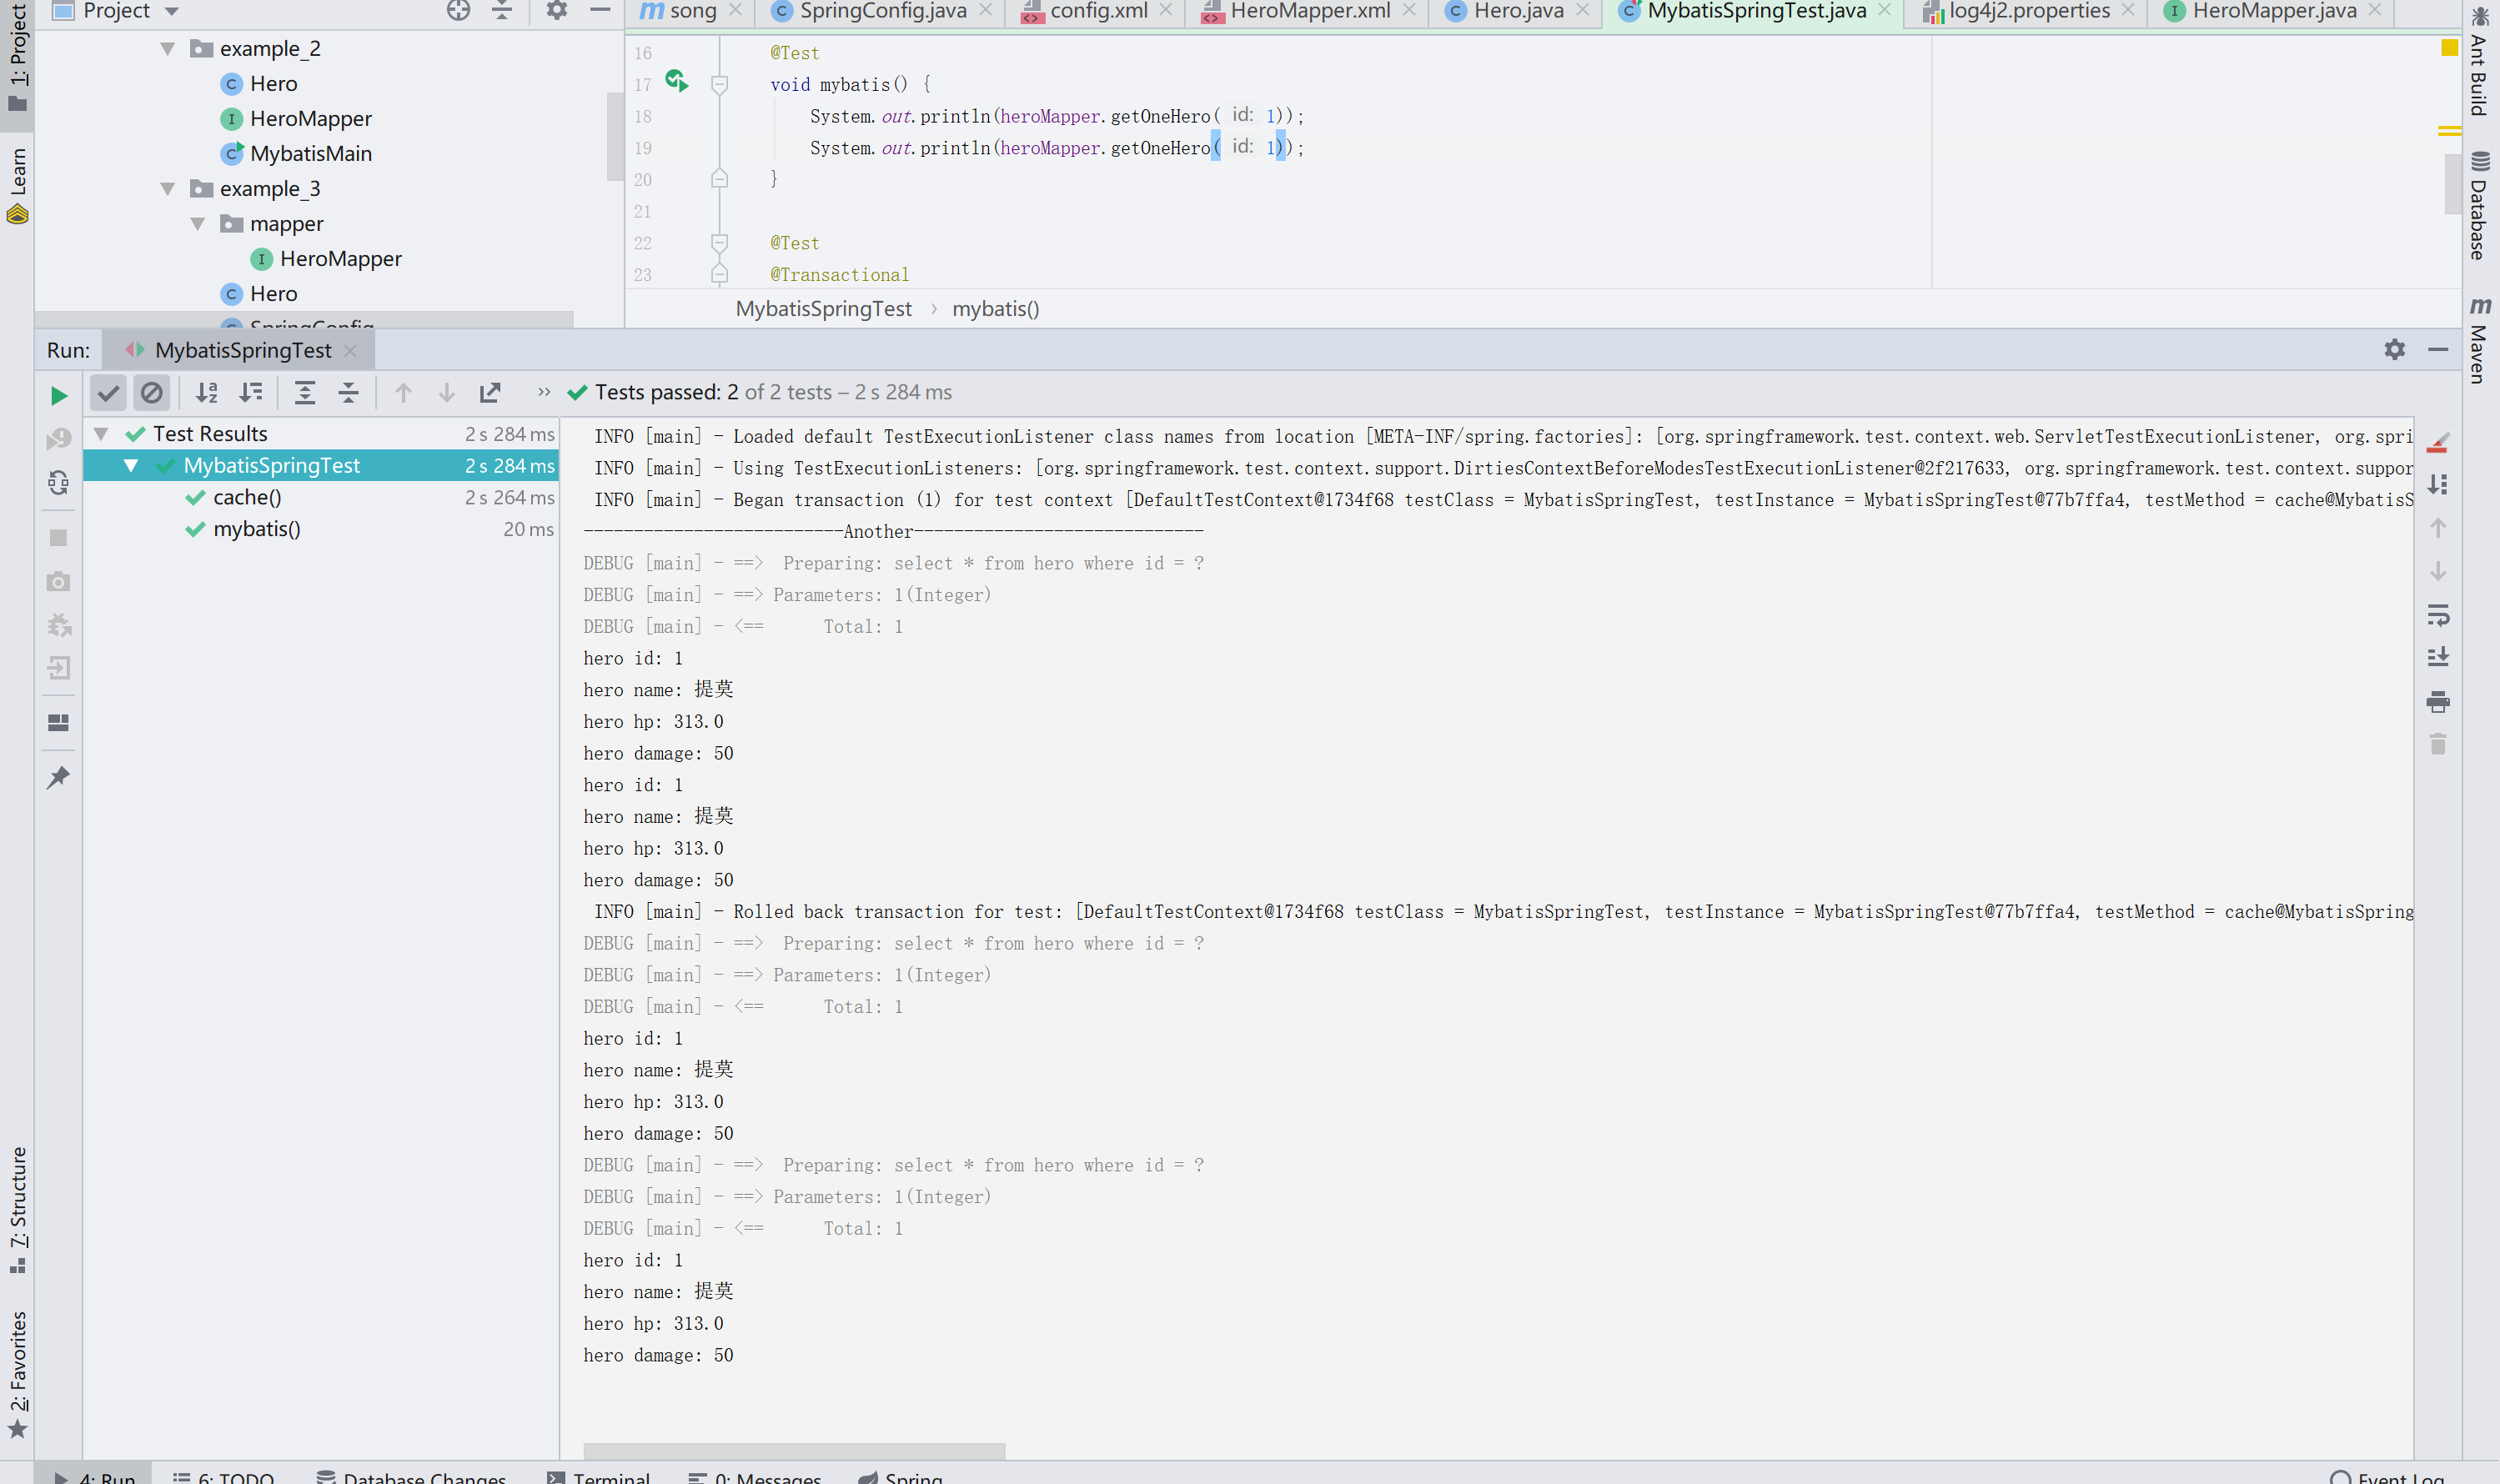 Project
song
SpringConfig.java
config.xml
HeroMapper.xml
Hero.java
MybatisSpringTest.java
log4j2.properties
HeroMapper.java
1: Project
Learn
7: Structure
2: Favorites
Ant Build
Database
Maven
example_2
Hero
HeroMapper
MybatisMain
example_3
mapper
HeroMapper
Hero
SpringConfig
16 @Test
17 void mybatis() {
18 System.out.println(heroMapper.getOneHero( id: 1));
19 System.out.println(heroMapper.getOneHero( id: 1));
20 }
21
22 @Test
23 @Transactional
MybatisSpringTest › mybatis()
Run: MybatisSpringTest
Tests passed: 2 of 2 tests – 2 s 284 ms
Test Results 2 s 284 ms
MybatisSpringTest 2 s 284 ms
cache() 2 s 264 ms
mybatis() 20 ms
INFO [main] - Loaded default TestExecutionListener class names from location [META-INF/spring.factories]: [org.springframework.test.context.web.ServletTestExecutionListener, org.spri
INFO [main] - Using TestExecutionListeners: [org.springframework.test.context.support.DirtiesContextBeforeModesTestExecutionListener@2f217633, org.springframework.test.context.suppor
INFO [main] - Began transaction (1) for test context [DefaultTestContext@1734f68 testClass = MybatisSpringTest, testInstance = MybatisSpringTest@77b7ffa4, testMethod = cache@MybatisS
--------------------------Another-----------------------------
DEBUG [main] - ==>  Preparing: select * from hero where id = ?
DEBUG [main] - ==> Parameters: 1(Integer)
DEBUG [main] - <==      Total: 1
hero id: 1
hero name: 提莫
hero hp: 313.0
hero damage: 50
hero id: 1
hero name: 提莫
hero hp: 313.0
hero damage: 50
INFO [main] - Rolled back transaction for test: [DefaultTestContext@1734f68 testClass = MybatisSpringTest, testInstance = MybatisSpringTest@77b7ffa4, testMethod = cache@MybatisSpring
DEBUG [main] - ==>  Preparing: select * from hero where id = ?
DEBUG [main] - ==> Parameters: 1(Integer)
DEBUG [main] - <==      Total: 1
hero id: 1
hero name: 提莫
hero hp: 313.0
hero damage: 50
DEBUG [main] - ==>  Preparing: select * from hero where id = ?
DEBUG [main] - ==> Parameters: 1(Integer)
DEBUG [main] - <==      Total: 1
hero id: 1
hero name: 提莫
hero hp: 313.0
hero damage: 50
4: Run
6: TODO
Database Changes
Terminal
0: Messages
Spring
Event Log